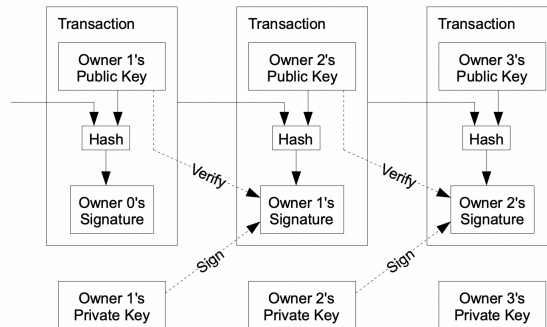 Transaction
Transaction
Transaction
Owner 1's
Public Key
Owner 2's
Public Key
Owner 3's
Public Key
Hash
Hash
Hash
Verify
Verify
Owner 0's
Signature
Owner 1's
Signature
Owner 2's
Signature
Sign
Sign
Owner 1's
Private Key
Owner 2's
Private Key
Owner 3's
Private Key